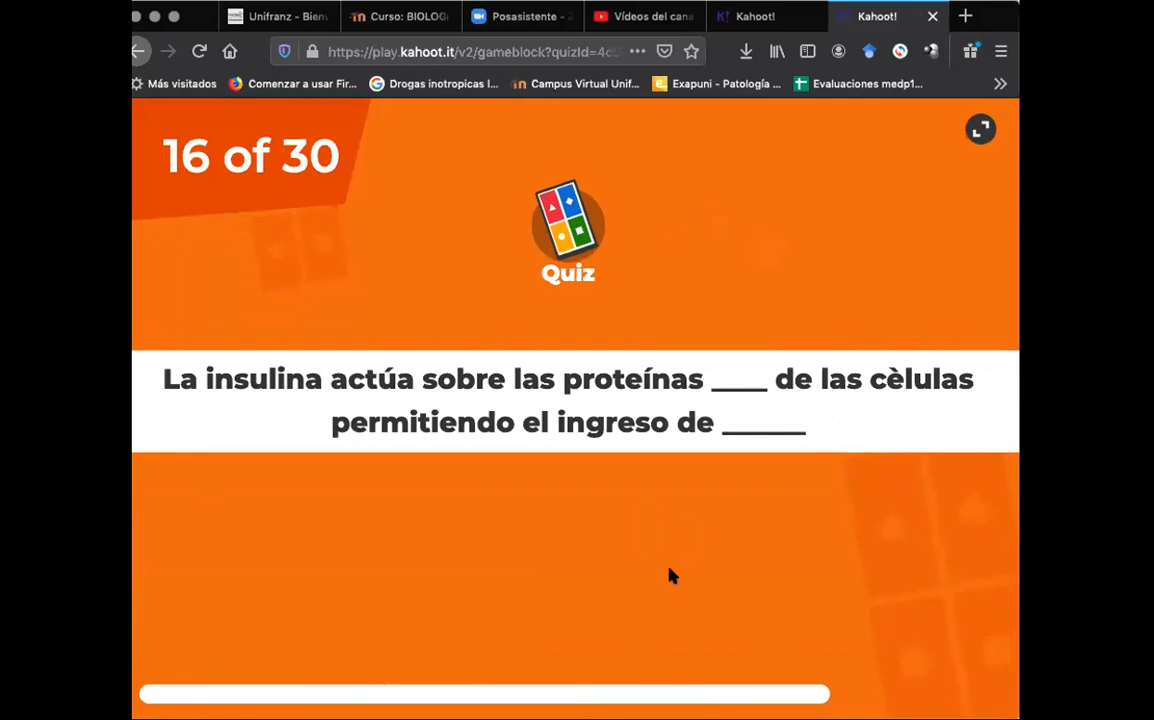 Unifranz - Bien
Curso: BIOLOG
Posasistente - Z
Vídeos del cana
Kahoot!
Kahoot!
https://play.kahoot.it/v2/gameblock?quizId=4c
Más visitados
Comenzar a usar Fir...
Drogas inotropicas I...
Campus Virtual Unif...
Exapuni - Patología ...
Evaluaciones medp1...
16 of 30
Quiz
La insulina actúa sobre las proteínas ____ de las cèlulas
permitiendo el ingreso de ______